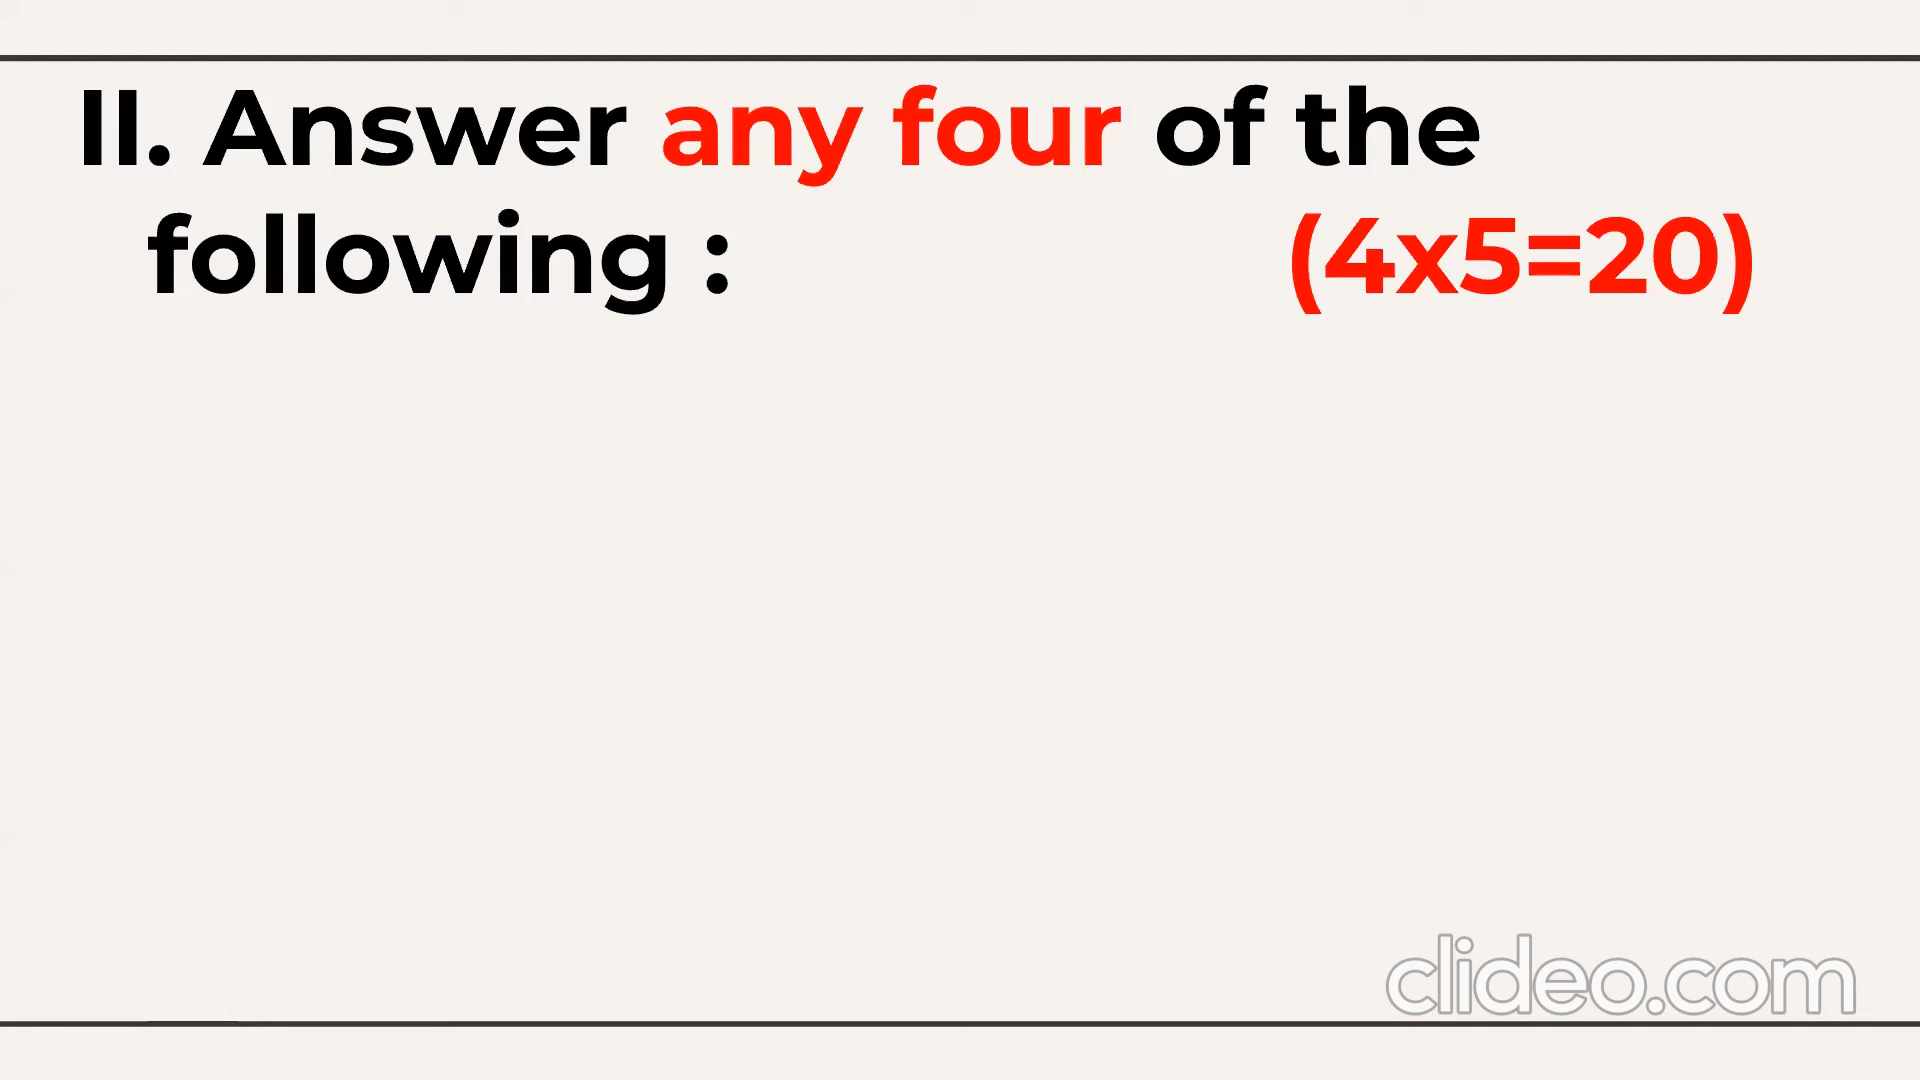 II. Answer any four of the
following : (4x5=20)
clideo.com